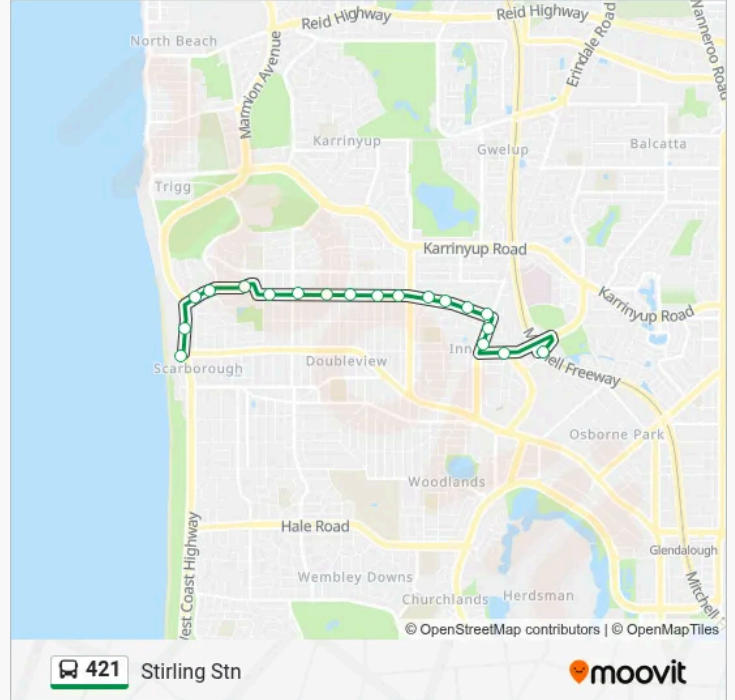 Reid Highway
Reid Highway
North Beach
Marmion Avenue
Erindale Road
Wanneroo Road
Karrinyup
Gwelup
Balcatta
Trigg
Karrinyup Road
Karrinyup Road
Inn
M
ell Freeway
Scarborough
Doubleview
Osborne Park
Woodlands
Hale Road
West Coast Highway
Glendalough
Wembley Downs
Churchlands
Herdsman
Mitchell
© OpenStreetMap contributors | © OpenMapTiles
421 Stirling Stn
moovit